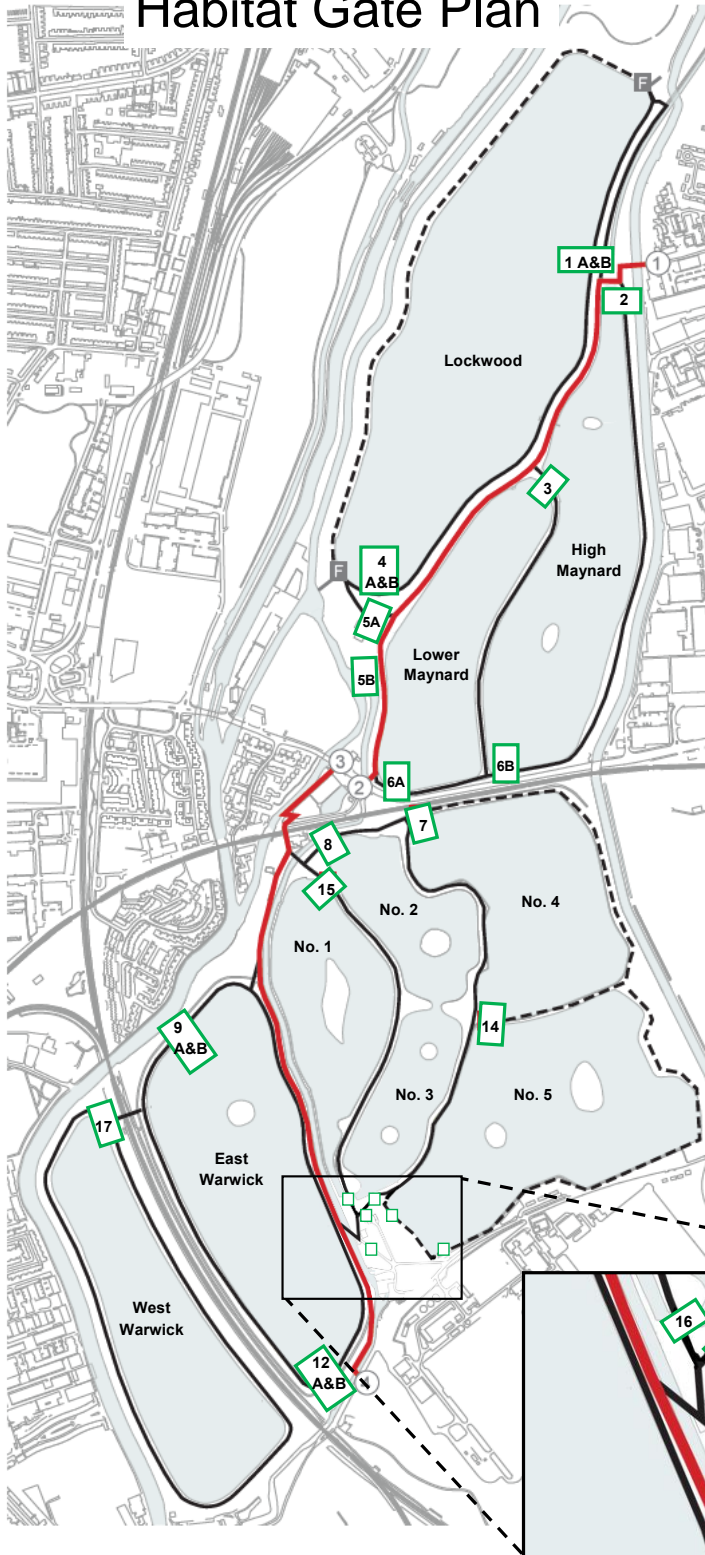 Habitat Gate Plan
F
1 A&B
1
2
Lockwood
3
High
Maynard
F
4
A&B
5A
Lower
Maynard
5B
3
2
6A
6B
7
8
15
No. 2
No. 4
No. 1
14
9
A&B
No. 3
No. 5
17
East
Warwick
West
Warwick
16
12
A&B